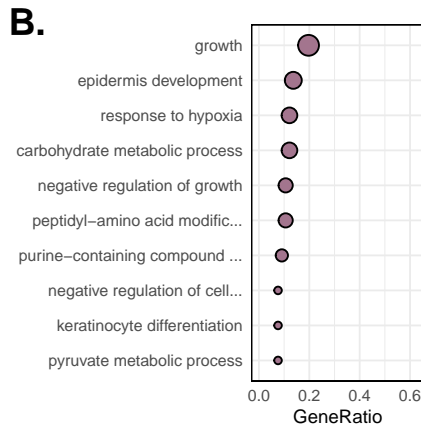 B.
growth
epidermis development
response to hypoxia
carbohydrate metabolic process
negative regulation of growth
peptidyl−amino acid modific...
purine−containing compound ...
negative regulation of cell...
keratinocyte differentiation
pyruvate metabolic process
0.0 0.2 0.4 0.6
GeneRatio